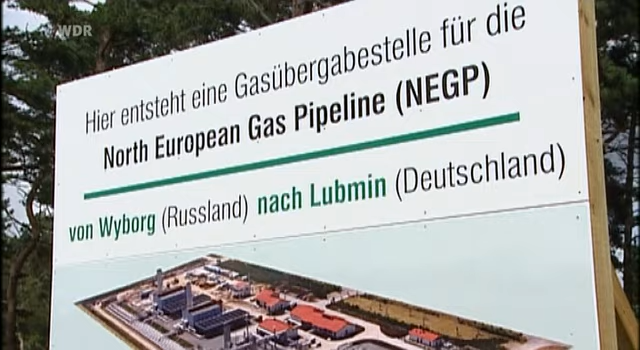 WDR
Hier entsteht eine Gasübergabestelle für die
North European Gas Pipeline (NEGP)
von Wyborg (Russland) nach Lubmin (Deutschland)